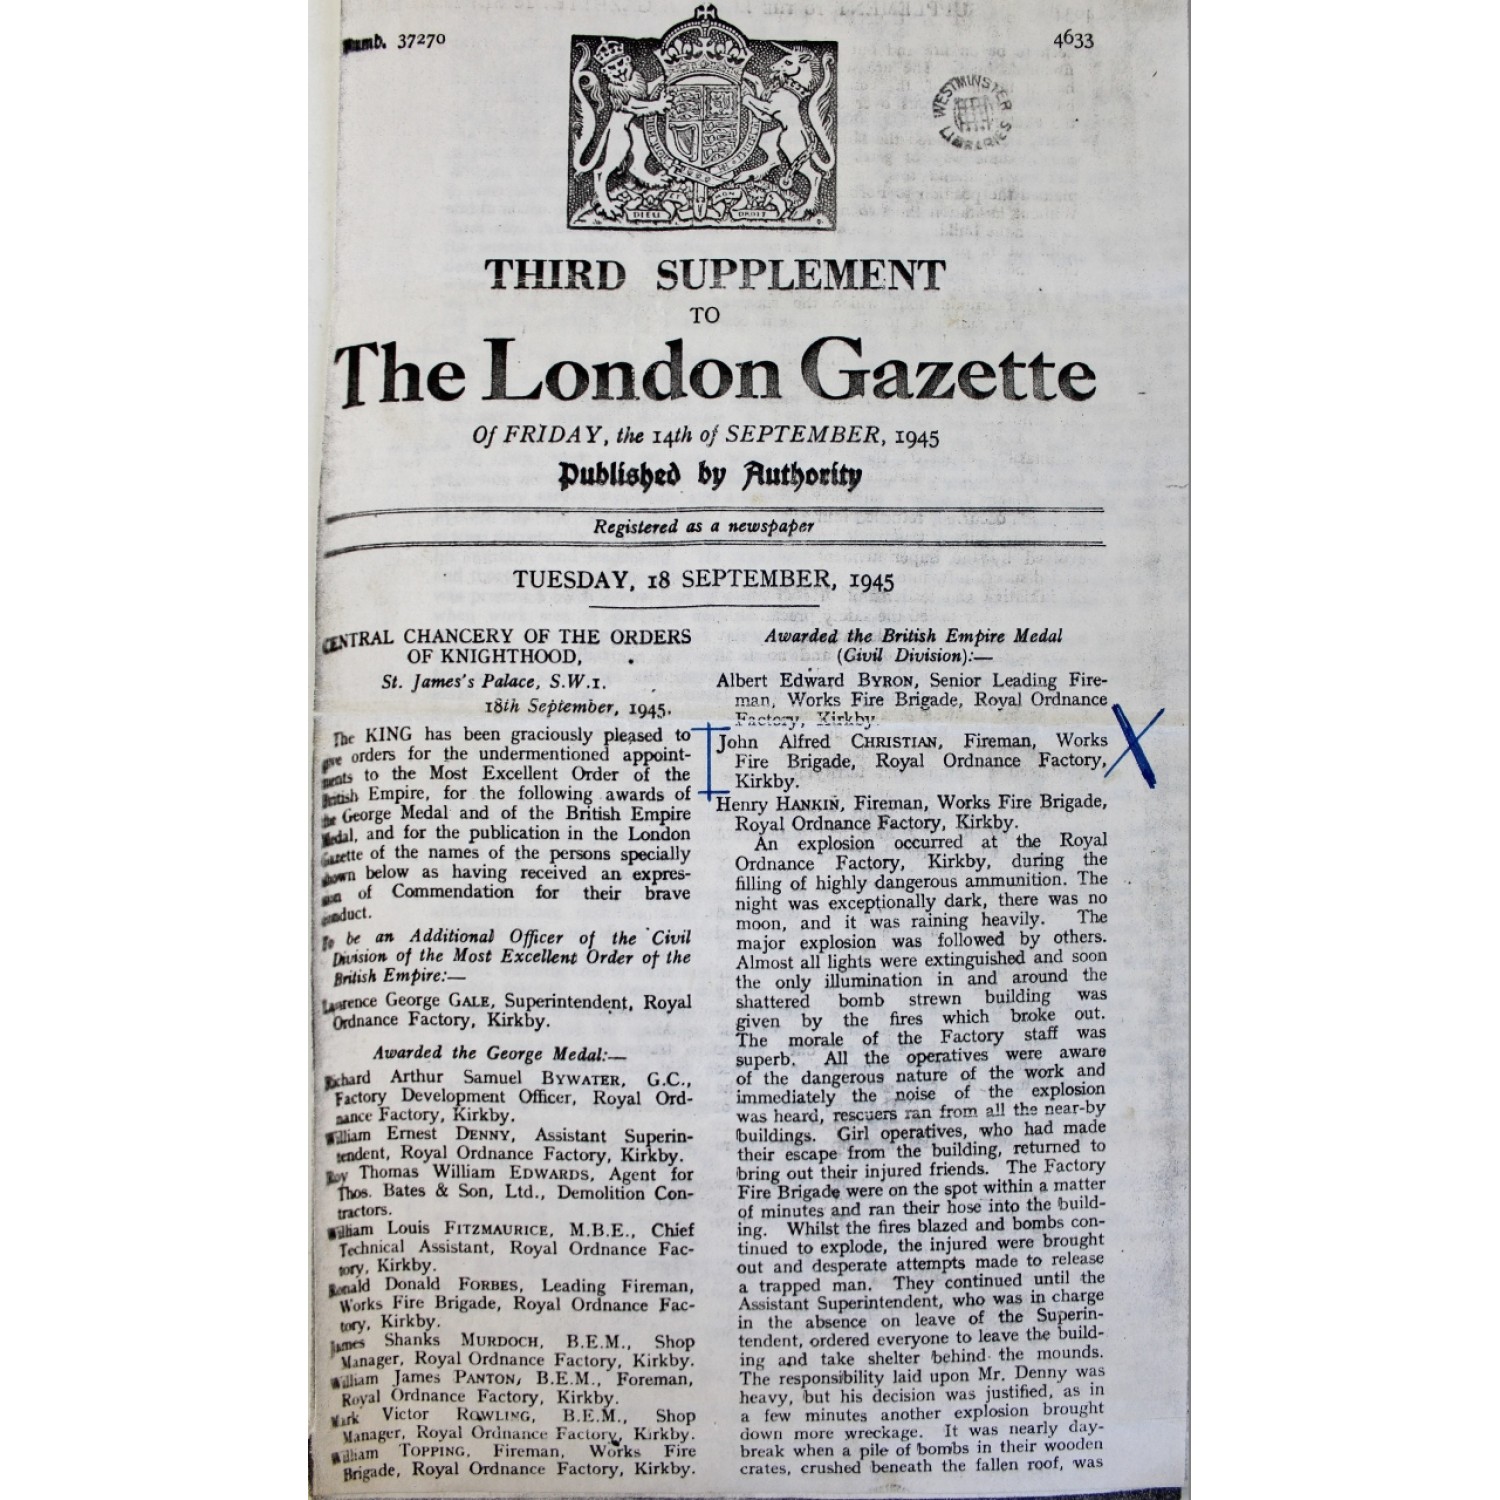 Numb. 37270
4633
WESTMINSTER LIBRARIES
DIEU ET MON DROIT
THIRD SUPPLEMENT
TO
The London Gazette
Of FRIDAY, the 14th of SEPTEMBER, 1945
Published by Authority
Registered as a newspaper
TUESDAY, 18 SEPTEMBER, 1945
CENTRAL CHANCERY OF THE ORDERS
OF KNIGHTHOOD,
St. James's Palace, S.W.1.
18th September, 1945.
The KING has been graciously pleased to
give orders for the undermentioned appoint-
ments to the Most Excellent Order of the
British Empire, for the following awards of
the George Medal and of the British Empire
Medal, and for the publication in the London
Gazette of the names of the persons specially
shown below as having received an expres-
sion of Commendation for their brave
conduct.
To be an Additional Officer of the Civil
Division of the Most Excellent Order of the
British Empire:—
Lawrence George GALE, Superintendent, Royal
Ordnance Factory, Kirkby.
Awarded the George Medal:—
Richard Arthur Samuel BYWATER, G.C.,
Factory Development Officer, Royal Ord-
nance Factory, Kirkby.
William Ernest DENNY, Assistant Superin-
tendent, Royal Ordnance Factory, Kirkby.
Roy Thomas William EDWARDS, Agent for
Thos. Bates & Son, Ltd., Demolition Con-
tractors.
William Louis FITZMAURICE, M.B.E., Chief
Technical Assistant, Royal Ordnance Fac-
tory, Kirkby.
Ronald Donald FORBES, Leading Fireman,
Works Fire Brigade, Royal Ordnance Fac-
tory, Kirkby.
James Shanks MURDOCH, B.E.M., Shop
Manager, Royal Ordnance Factory, Kirkby.
William James PANTON, B.E.M., Foreman,
Royal Ordnance Factory, Kirkby.
Mark Victor ROWLING, B.E.M., Shop
Manager, Royal Ordnance Factory, Kirkby.
William TOPPING, Fireman, Works Fire
Brigade, Royal Ordnance Factory, Kirkby.
Awarded the British Empire Medal
(Civil Division):—
Albert Edward BYRON, Senior Leading Fire-
man, Works Fire Brigade, Royal Ordnance
Factory, Kirkby.
John Alfred CHRISTIAN, Fireman, Works
Fire Brigade, Royal Ordnance Factory,
Kirkby.
Henry HANKIN, Fireman, Works Fire Brigade,
Royal Ordnance Factory, Kirkby.
An explosion occurred at the Royal
Ordnance Factory, Kirkby, during the
filling of highly dangerous ammunition. The
night was exceptionally dark, there was no
moon, and it was raining heavily. The
major explosion was followed by others.
Almost all lights were extinguished and soon
the only illumination in and around the
shattered bomb strewn building was
given by the fires which broke out.
The morale of the Factory staff was
superb. All the operatives were aware
of the dangerous nature of the work and
immediately the noise of the explosion
was heard, rescuers ran from all the near-by
buildings. Girl operatives, who had made
their escape from the building, returned to
bring out their injured friends. The Factory
Fire Brigade were on the spot within a matter
of minutes and ran their hose into the build-
ing. Whilst the fires blazed and bombs con-
tinued to explode, the injured were brought
out and desperate attempts made to release
a trapped man. They continued until the
Assistant Superintendent, who was in charge
in the absence on leave of the Superin-
tendent, ordered everyone to leave the build-
ing and take shelter behind the mounds.
The responsibility laid upon Mr. Denny was
heavy, but his decision was justified, as in
a few minutes another explosion brought
down more wreckage. It was nearly day-
break when a pile of bombs in their wooden
crates, crushed beneath the fallen roof, was